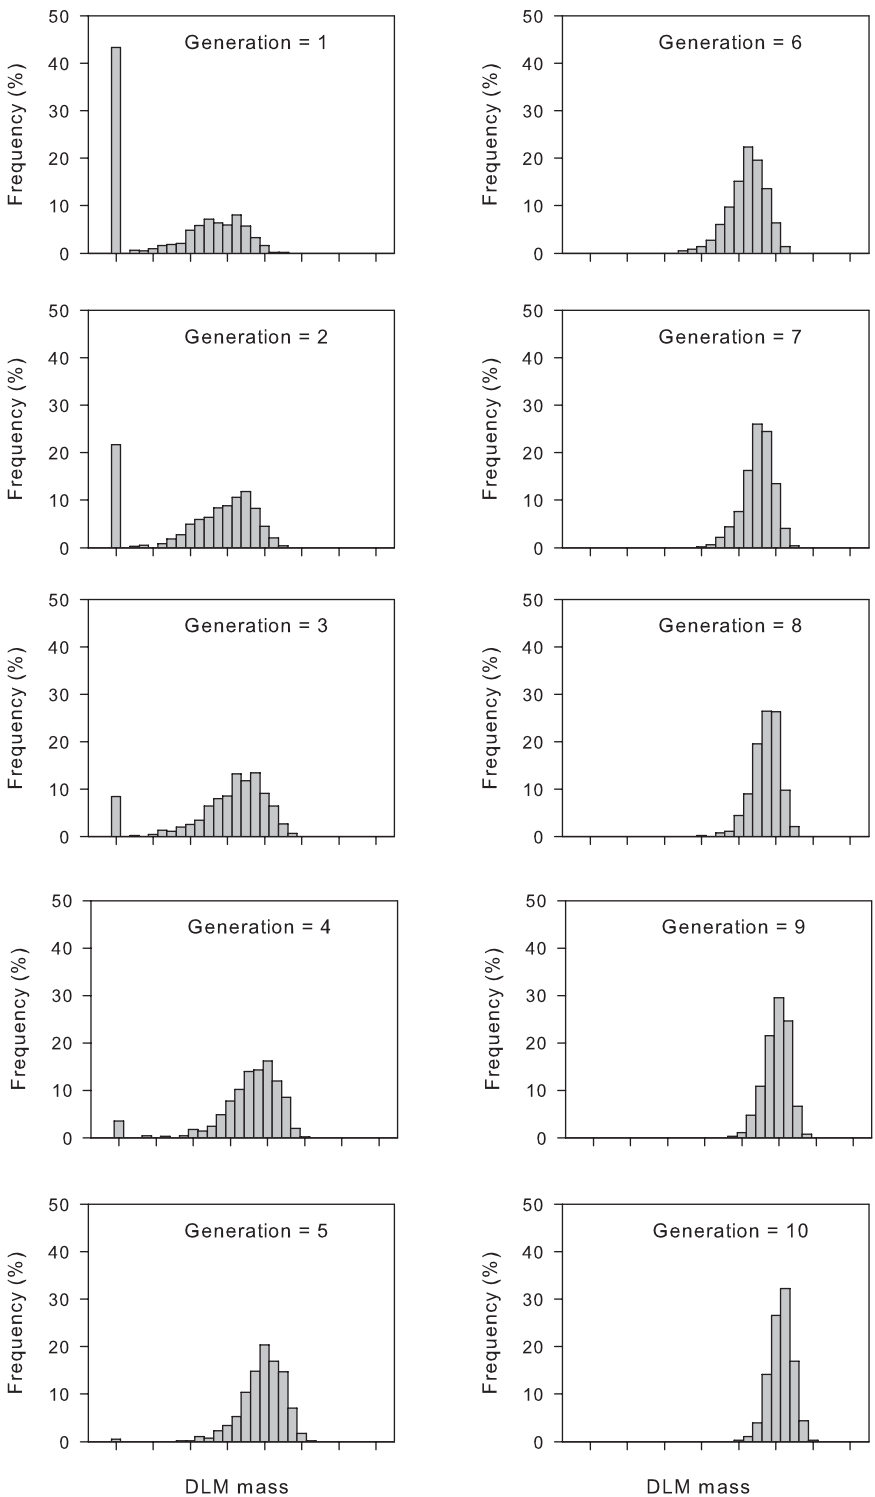 50 Generation = 1
40
30
20
10
0
Frequency (%)
50 Generation = 6
40
30
20
10
0
Frequency (%)
50 Generation = 2
40
30
20
10
0
Frequency (%)
50 Generation = 7
40
30
20
10
0
Frequency (%)
50 Generation = 3
40
30
20
10
0
Frequency (%)
50 Generation = 8
40
30
20
10
0
Frequency (%)
50 Generation = 4
40
30
20
10
0
Frequency (%)
50 Generation = 9
40
30
20
10
0
Frequency (%)
50 Generation = 5
40
30
20
10
0
Frequency (%)
DLM mass
50 Generation = 10
40
30
20
10
0
Frequency (%)
DLM mass